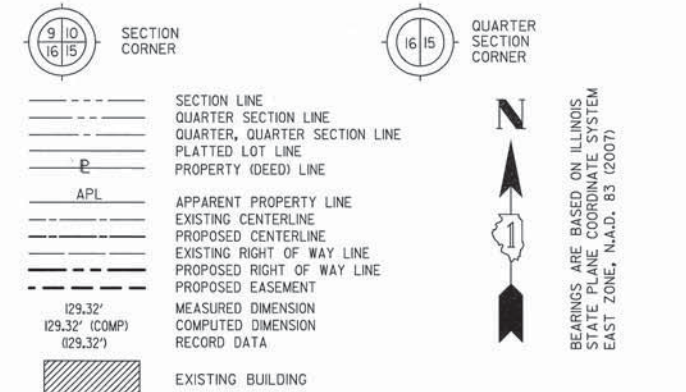 9 10
16 15
SECTION
CORNER
16 15
QUARTER
SECTION
CORNER
SECTION LINE
QUARTER SECTION LINE
QUARTER, QUARTER SECTION LINE
PLATTED LOT LINE
PROPERTY (DEED) LINE
APL
APPARENT PROPERTY LINE
EXISTING CENTERLINE
PROPOSED CENTERLINE
EXISTING RIGHT OF WAY LINE
PROPOSED RIGHT OF WAY LINE
PROPOSED EASEMENT
129.32' MEASURED DIMENSION
129.32' (COMP) COMPUTED DIMENSION
(129.32') RECORD DATA
EXISTING BUILDING
N
1
BEARINGS ARE BASED ON ILLINOIS
STATE PLANE COORDINATE SYSTEM
EAST ZONE, N.A.D. 83 (2007)